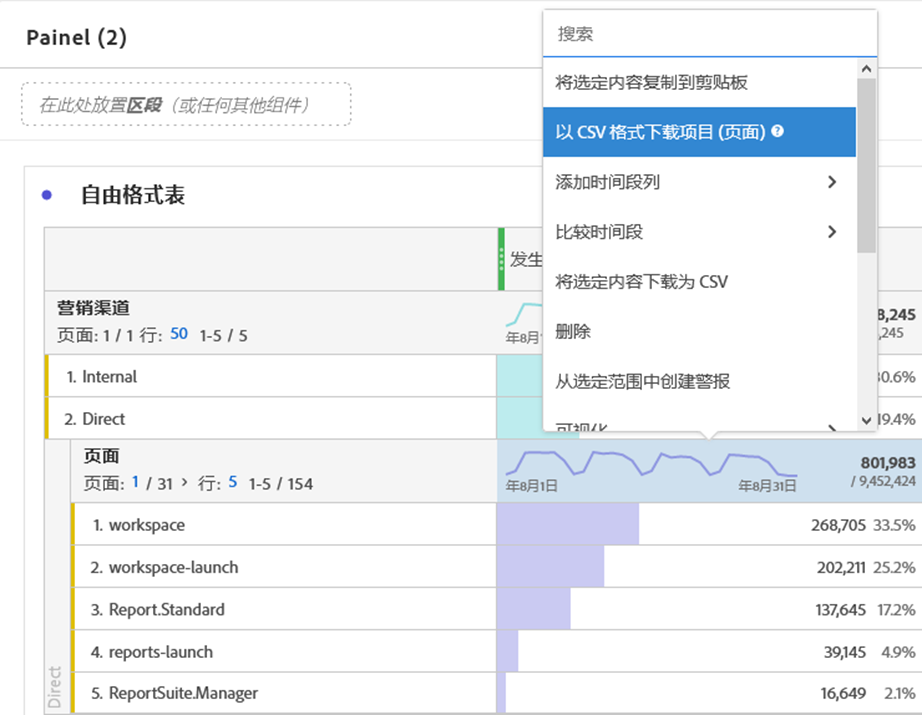 Painel (2)
在此处放置区段（或任何其他组件）
搜索
将选定内容复制到剪贴板
以 CSV 格式下载项目 (页面)
添加时间段列
比较时间段
将选定内容下载为 CSV
删除
从选定范围中创建警报
可视化
自由格式表
发生
营销渠道
页面: 1 / 1 行: 50 1-5 / 5
年8月1
8,245
,245
1. Internal
0.6%
2. Direct
9.4%
页面
页面: 1 / 31 > 行: 5 1-5 / 154
年8月1日
年8月31日
801,983
/ 9,452,424
1. workspace 268,705 33.5%
2. workspace-launch 202,211 25.2%
3. Report.Standard 137,645 17.2%
4. reports-launch 39,145 4.9%
5. ReportSuite.Manager 16,649 2.1%
Direct